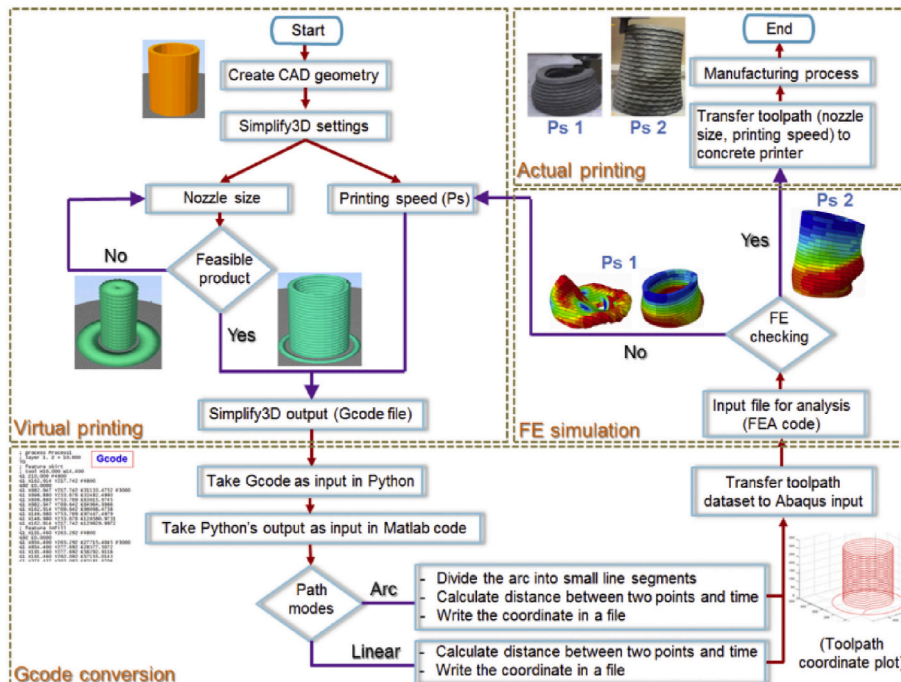 Start
Create CAD geometry
Simplify3D settings
Nozzle size
Printing speed (Ps)
No
Feasible
product
Yes
Simplify3D output (Gcode file)
Virtual printing
Ps 1
Ps 2
End
Manufacturing process
Transfer toolpath (nozzle
size, printing speed) to
concrete printer
Actual printing
Ps 2
Yes
Ps 1
FE
checking
No
Input file for analysis
(FEA code)
FE simulation
Gcode
Take Gcode as input in Python
Take Python's output as input in Matlab code
Path
modes
Arc
- Divide the arc into small line segments
- Calculate distance between two points and time
- Write the coordinate in a file
Linear
- Calculate distance between two points and time
- Write the coordinate in a file
Transfer toolpath
dataset to Abaqus input
(Toolpath
coordinate plot)
Gcode conversion